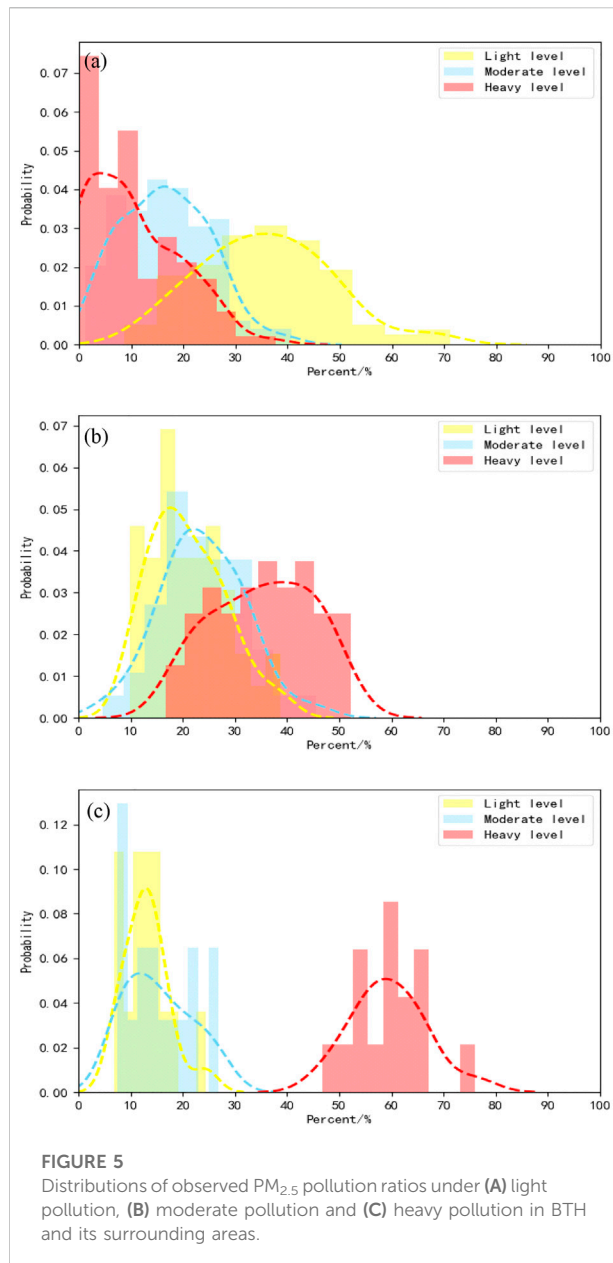 (a)
Light level
Moderate level
Heavy level
0.07
0.06
0.05
0.04
0.03
0.02
0.01
0.00
Probability
0 10 20 30 40 50 60 70 80 90 100
Percent/%
(b)
Light level
Moderate level
Heavy level
0.07
0.06
0.05
0.04
0.03
0.02
0.01
0.00
Probability
0 10 20 30 40 50 60 70 80 90 100
Percent/%
(c)
Light level
Moderate level
Heavy level
0.12
0.10
0.08
0.06
0.04
0.02
0.00
Probability
0 10 20 30 40 50 60 70 80 90 100
Percent/%
FIGURE 5
Distributions of observed PM2.5 pollution ratios under (A) light
pollution, (B) moderate pollution and (C) heavy pollution in BTH
and its surrounding areas.